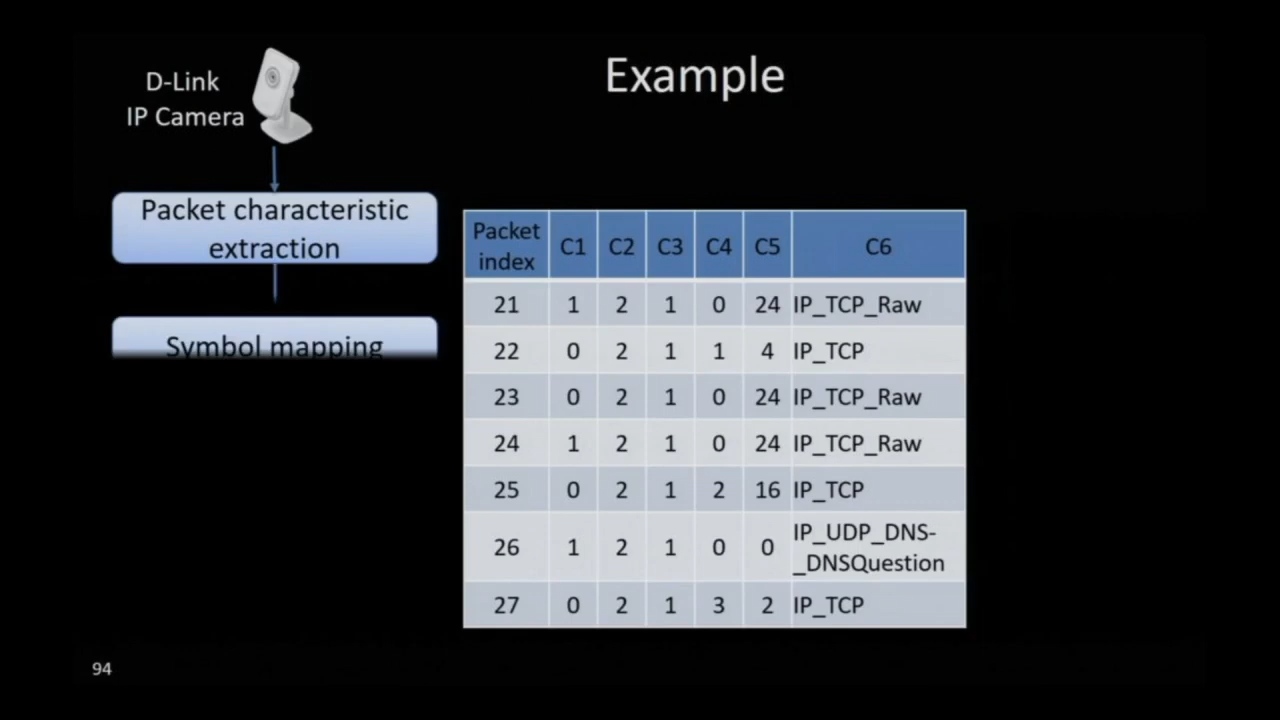 Example
D-Link
IP Camera
Packet characteristic
extraction
Symbol mapping
Packet index C1 C2 C3 C4 C5 C6
21 1 2 1 0 24 IP_TCP_Raw
22 0 2 1 1 4 IP_TCP
23 0 2 1 0 24 IP_TCP_Raw
24 1 2 1 0 24 IP_TCP_Raw
25 0 2 1 2 16 IP_TCP
26 1 2 1 0 0 IP_UDP_DNS-
_DNSQuestion
27 0 2 1 3 2 IP_TCP
94